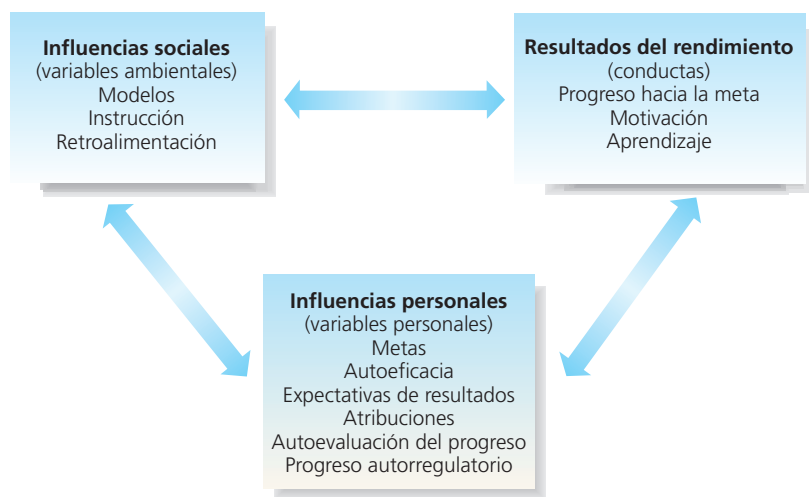 Influencias sociales
(variables ambientales)
Modelos
Instrucción
Retroalimentación
Resultados del rendimiento
(conductas)
Progreso hacia la meta
Motivación
Aprendizaje
Influencias personales
(variables personales)
Metas
Autoeficacia
Expectativas de resultados
Atribuciones
Autoevaluación del progreso
Progreso autorregulatorio